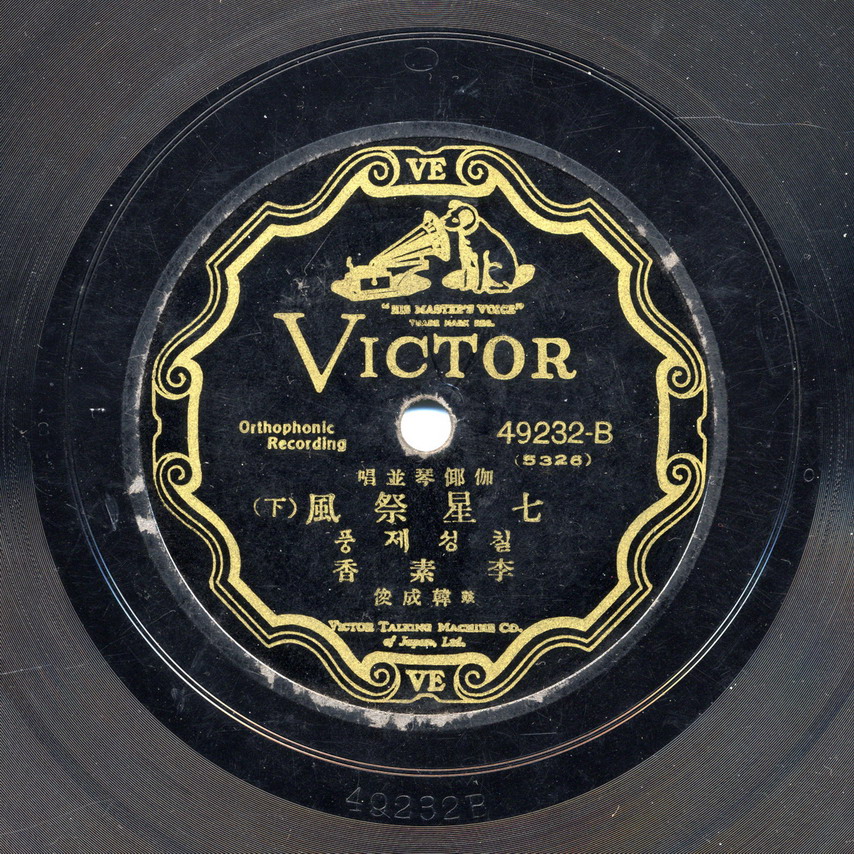 VE
"HIS MASTER'S VOICE"
TRADE MARK REG.
VICTOR
Orthophonic
Recording
49232-B
(5326)
伽倻琴並唱
七星祭風(下)
칠성제풍
李素香
鼓韓成俊
VICTOR TALKING MACHINE CO.
of Japan, Ltd.
VE
49232B